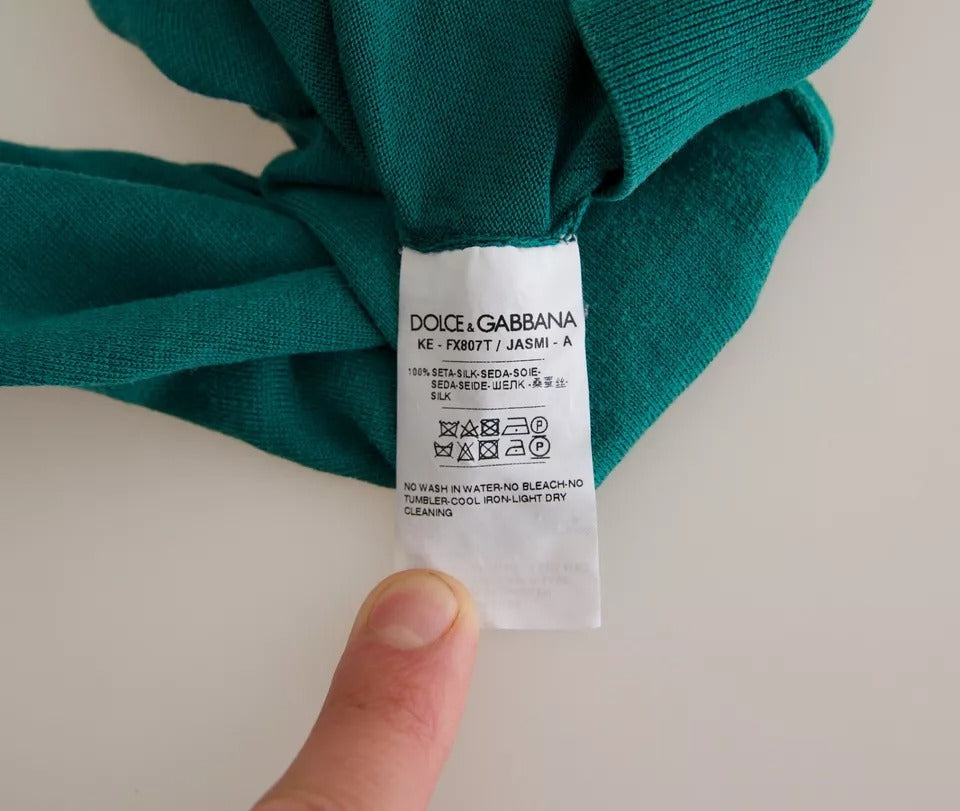 DOLCE & GABBANA
KE - FX807T / JASMI - A
100% SETA-SILK-SEDA-SOIE-
SEDA-SEIDE-ШЕЛК-桑蚕丝-
SILK
P
P
NO WASH IN WATER-NO BLEACH-NO
TUMBLER-COOL IRON-LIGHT DRY
CLEANING